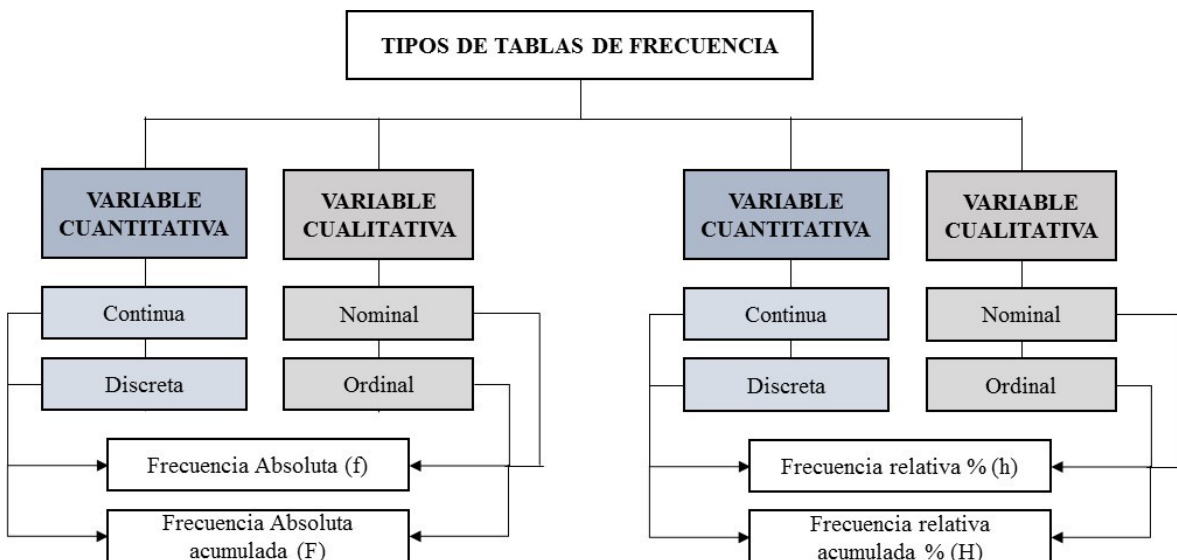 TIPOS DE TABLAS DE FRECUENCIA
VARIABLE
CUANTITATIVA
VARIABLE
CUALITATIVA
VARIABLE
CUANTITATIVA
VARIABLE
CUALITATIVA
Continua
Nominal
Continua
Nominal
Discreta
Ordinal
Discreta
Ordinal
Frecuencia Absoluta (f)
Frecuencia relativa % (h)
Frecuencia Absoluta
acumulada (F)
Frecuencia relativa
acumulada % (H)